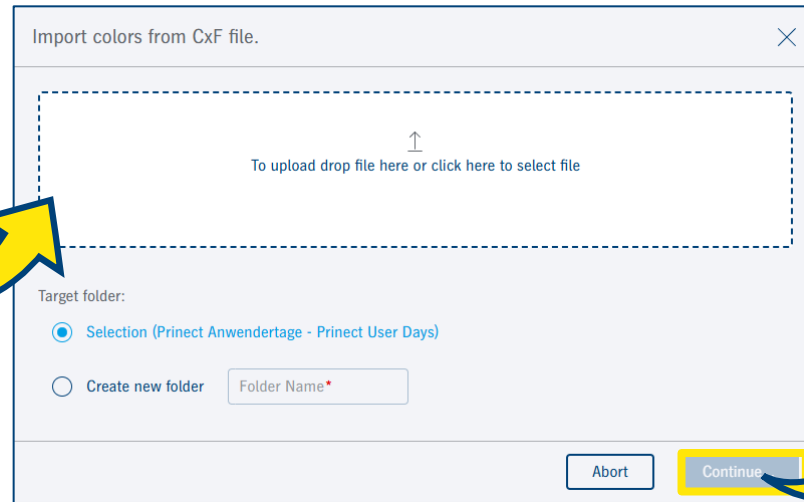 Import colors from CxF file.
To upload drop file here or click here to select file
Target folder:
Selection (Prinect Anwendertage - Prinect User Days)
Create new folder
Folder Name*
Abort
Continue